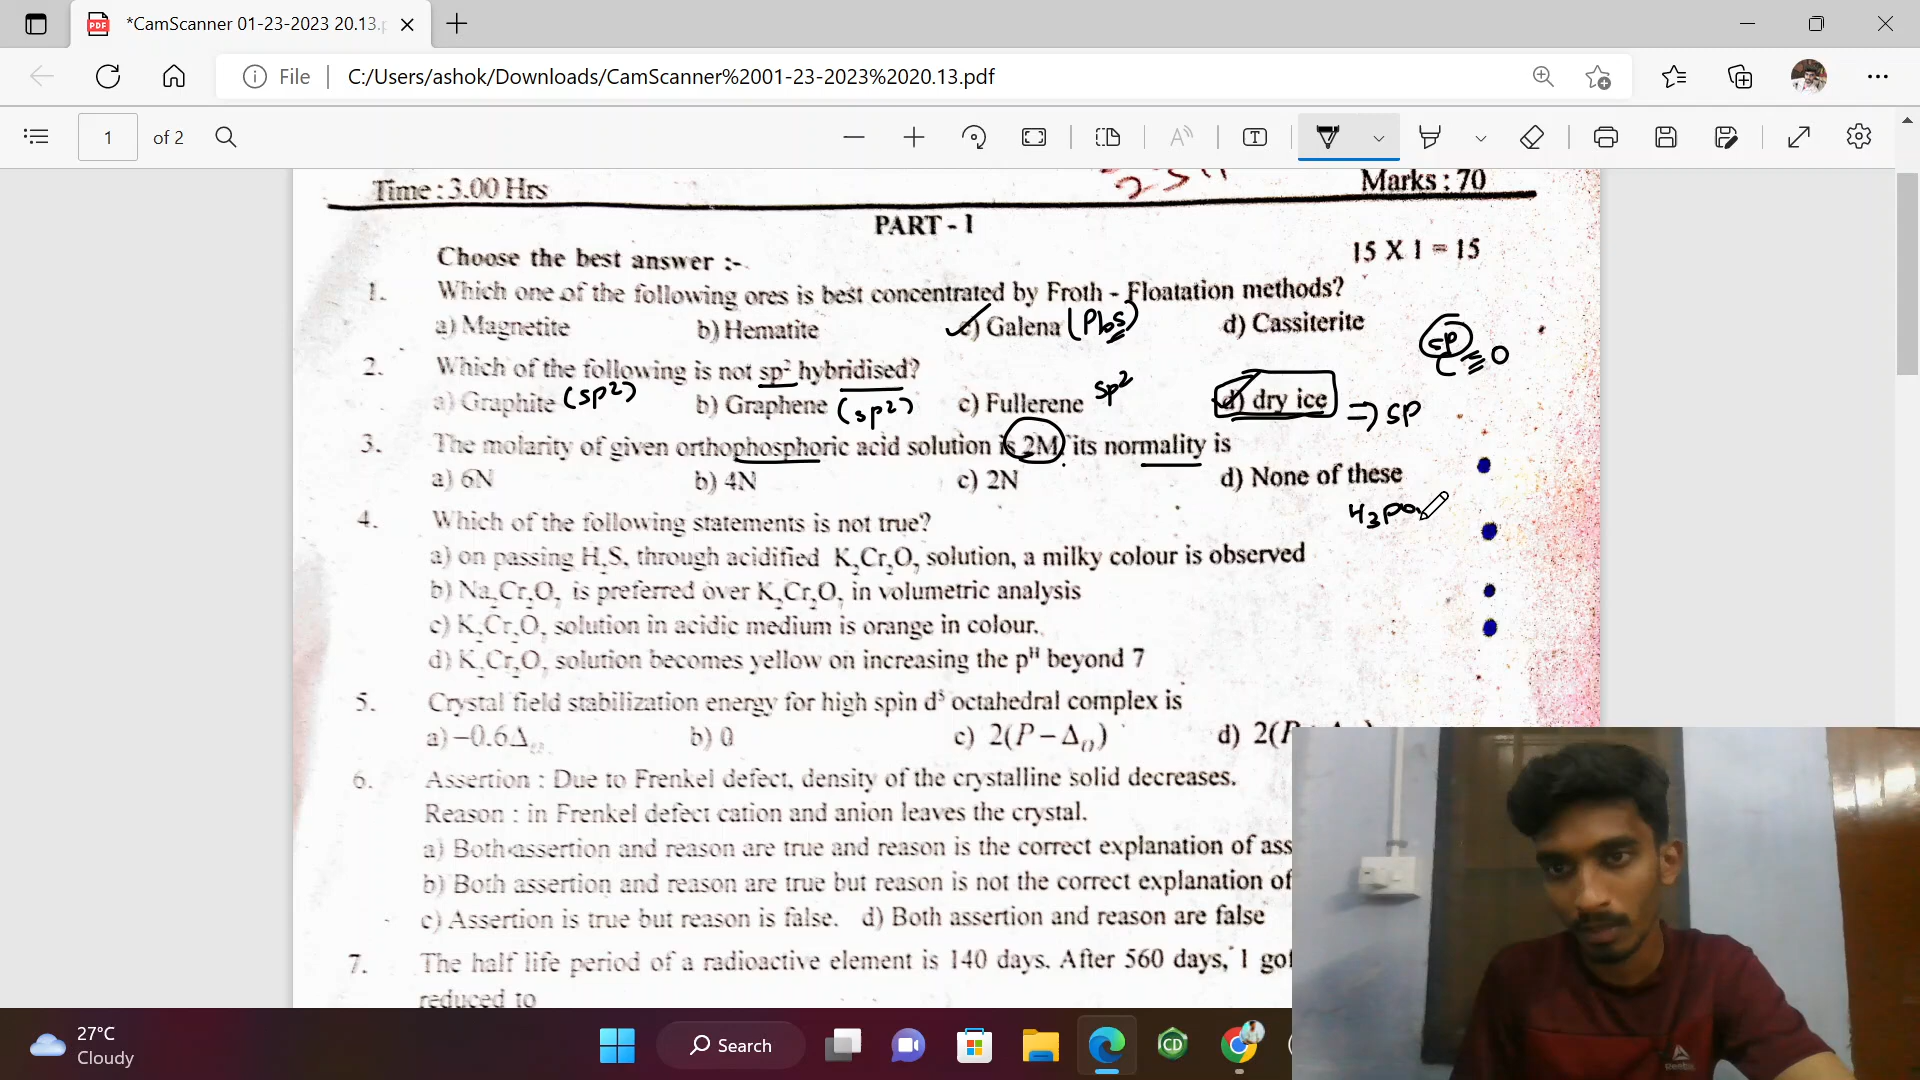 *CamScanner 01-23-2023 20.13.p
File
C:/Users/ashok/Downloads/CamScanner%2001-23-2023%2020.13.pdf
1 of 2
Time : 3.00 Hrs
Marks : 70
PART - I
Choose the best answer :-
15 X 1 = 15
1. Which one of the following ores is best concentrated by Froth - Floatation methods?
a) Magnetite b) Hematite c) Galena (PbS) d) Cassiterite
2. Which of the following is not sp² hybridised?
a) Graphite (sp²) b) Graphene (sp²) c) Fullerene sp² d) dry ice ⇒ sp
3. The molarity of given orthophosphoric acid solution is 2M, its normality is
a) 6N b) 4N c) 2N d) None of these
4. Which of the following statements is not true?
a) on passing H₂S, through acidified K₂Cr₂O₇ solution, a milky colour is observed
b) Na₂Cr₂O₇ is preferred over K₂Cr₂O₇ in volumetric analysis
c) K₂Cr₂O₇ solution in acidic medium is orange in colour.
d) K₂Cr₂O₇ solution becomes yellow on increasing the pᴴ beyond 7
5. Crystal field stabilization energy for high spin d⁵ octahedral complex is
a) −0.6Δₒ b) 0 c) 2(P−Δₒ) d) 2(P
6. Assertion : Due to Frenkel defect, density of the crystalline solid decreases.
Reason : in Frenkel defect cation and anion leaves the crystal.
a) Both assertion and reason are true and reason is the correct explanation of ass
b) Both assertion and reason are true but reason is not the correct explanation of
c) Assertion is true but reason is false. d) Both assertion and reason are false
7. The half life period of a radioactive element is 140 days. After 560 days, 1 gof
reduced to
27°C
Cloudy
Search
CD